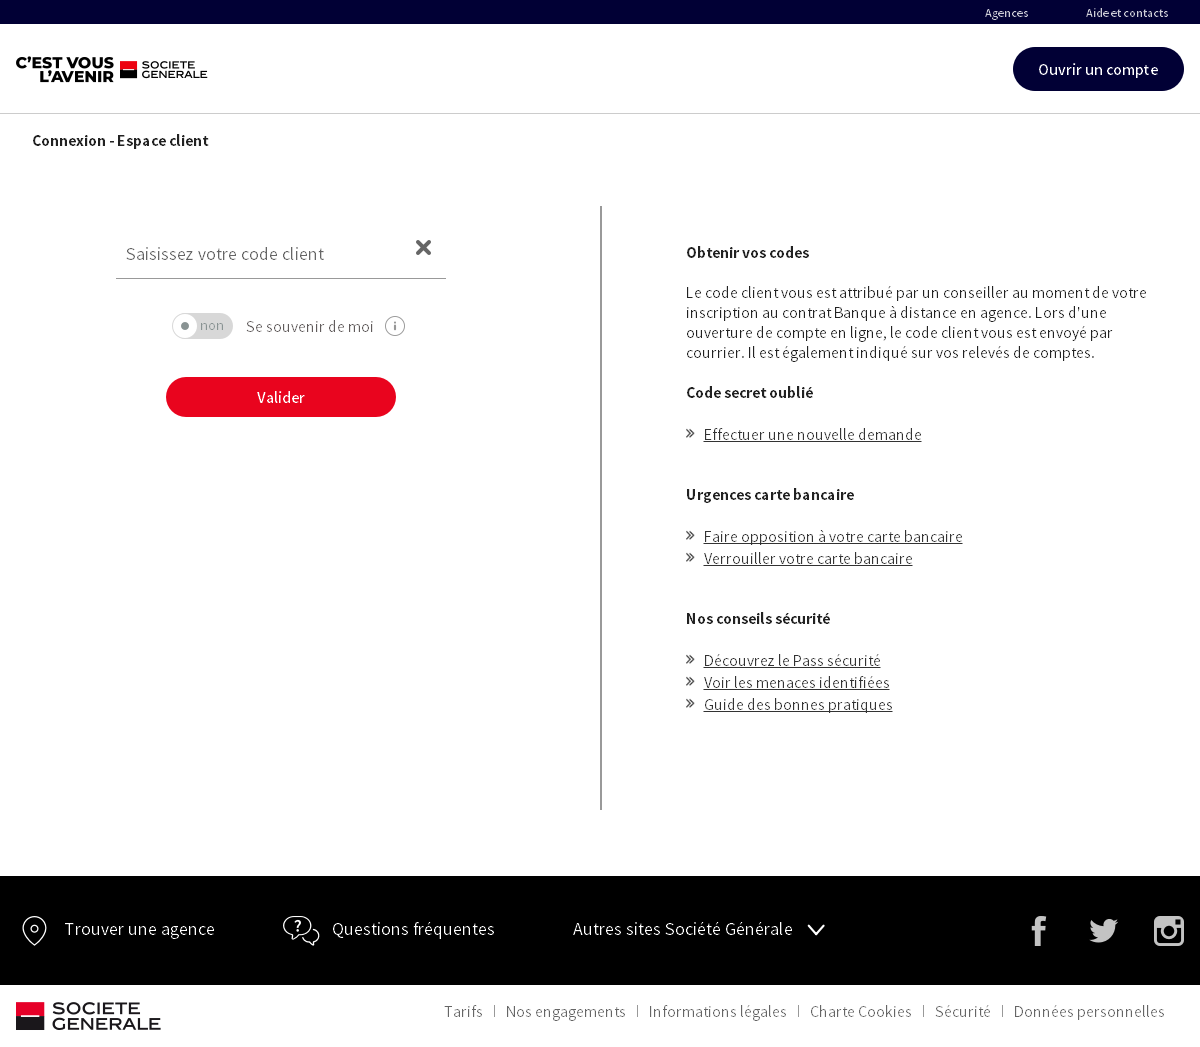 Agences
Aide et contacts
C'EST VOUS
L'AVENIR
SOCIETE
GENERALE
Ouvrir un compte
Connexion - Espace client
Saisissez votre code client
non
Se souvenir de moi
i
Valider
Obtenir vos codes
Le code client vous est attribué par un conseiller au moment de votre
inscription au contrat Banque à distance en agence. Lors d'une
ouverture de compte en ligne, le code client vous est envoyé par
courrier. Il est également indiqué sur vos relevés de comptes.
Code secret oublié
Effectuer une nouvelle demande
Urgences carte bancaire
Faire opposition à votre carte bancaire
Verrouiller votre carte bancaire
Nos conseils sécurité
Découvrez le Pass sécurité
Voir les menaces identifiées
Guide des bonnes pratiques
Trouver une agence
?
Questions fréquentes
Autres sites Société Générale
SOCIETE
GENERALE
Tarifs
Nos engagements
Informations légales
Charte Cookies
Sécurité
Données personnelles